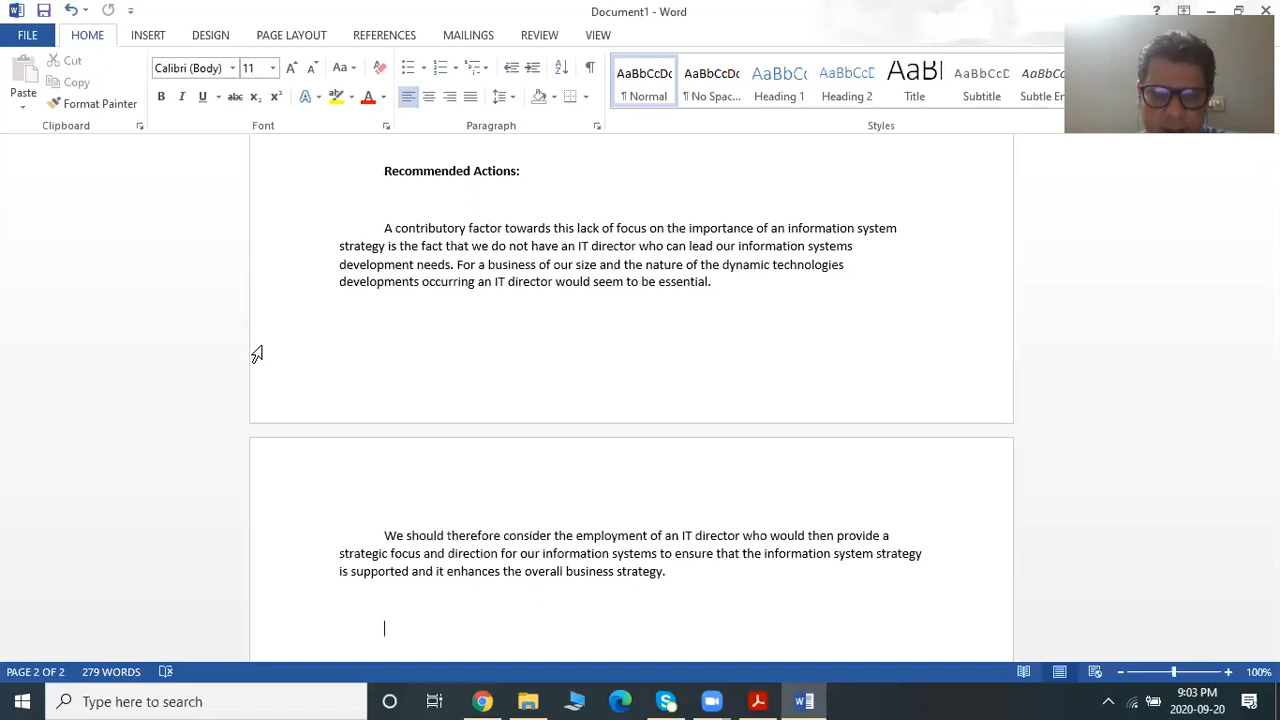 Document1 - Word
FILE HOME INSERT DESIGN PAGE LAYOUT REFERENCES MAILINGS REVIEW VIEW
Paste
Cut
Copy
Format Painter
Clipboard
Calibri (Body) 11
Font
Paragraph
AaBbCcDc AaBbCcDc AaBbCc AaBbCcE AaBb AaBbCcD AaBbCcDc
¶ Normal ¶ No Spac... Heading 1 Heading 2 Title Subtitle Subtle Em
Styles
Recommended Actions:
A contributory factor towards this lack of focus on the importance of an information system
strategy is the fact that we do not have an IT director who can lead our information systems
development needs. For a business of our size and the nature of the dynamic technologies
developments occurring an IT director would seem to be essential.
We should therefore consider the employment of an IT director who would then provide a
strategic focus and direction for our information systems to ensure that the information system strategy
is supported and it enhances the overall business strategy.
PAGE 2 OF 2 279 WORDS 100%
Type here to search
9:03 PM
2020-09-20